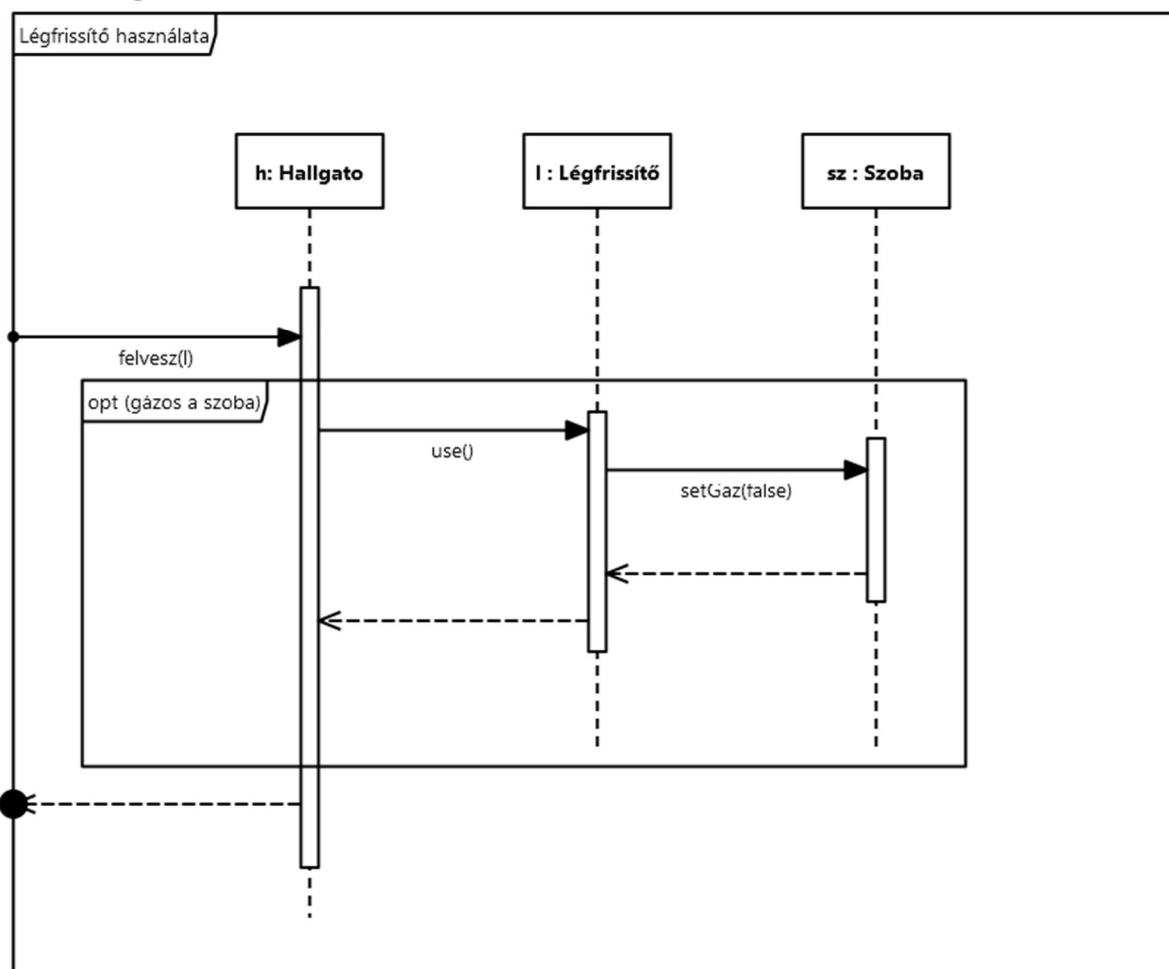 Légfrissítő használata
h: Hallgato
l : Légfrissítő
sz : Szoba
felvesz(l)
opt (gázos a szoba)
use()
setGaz(false)